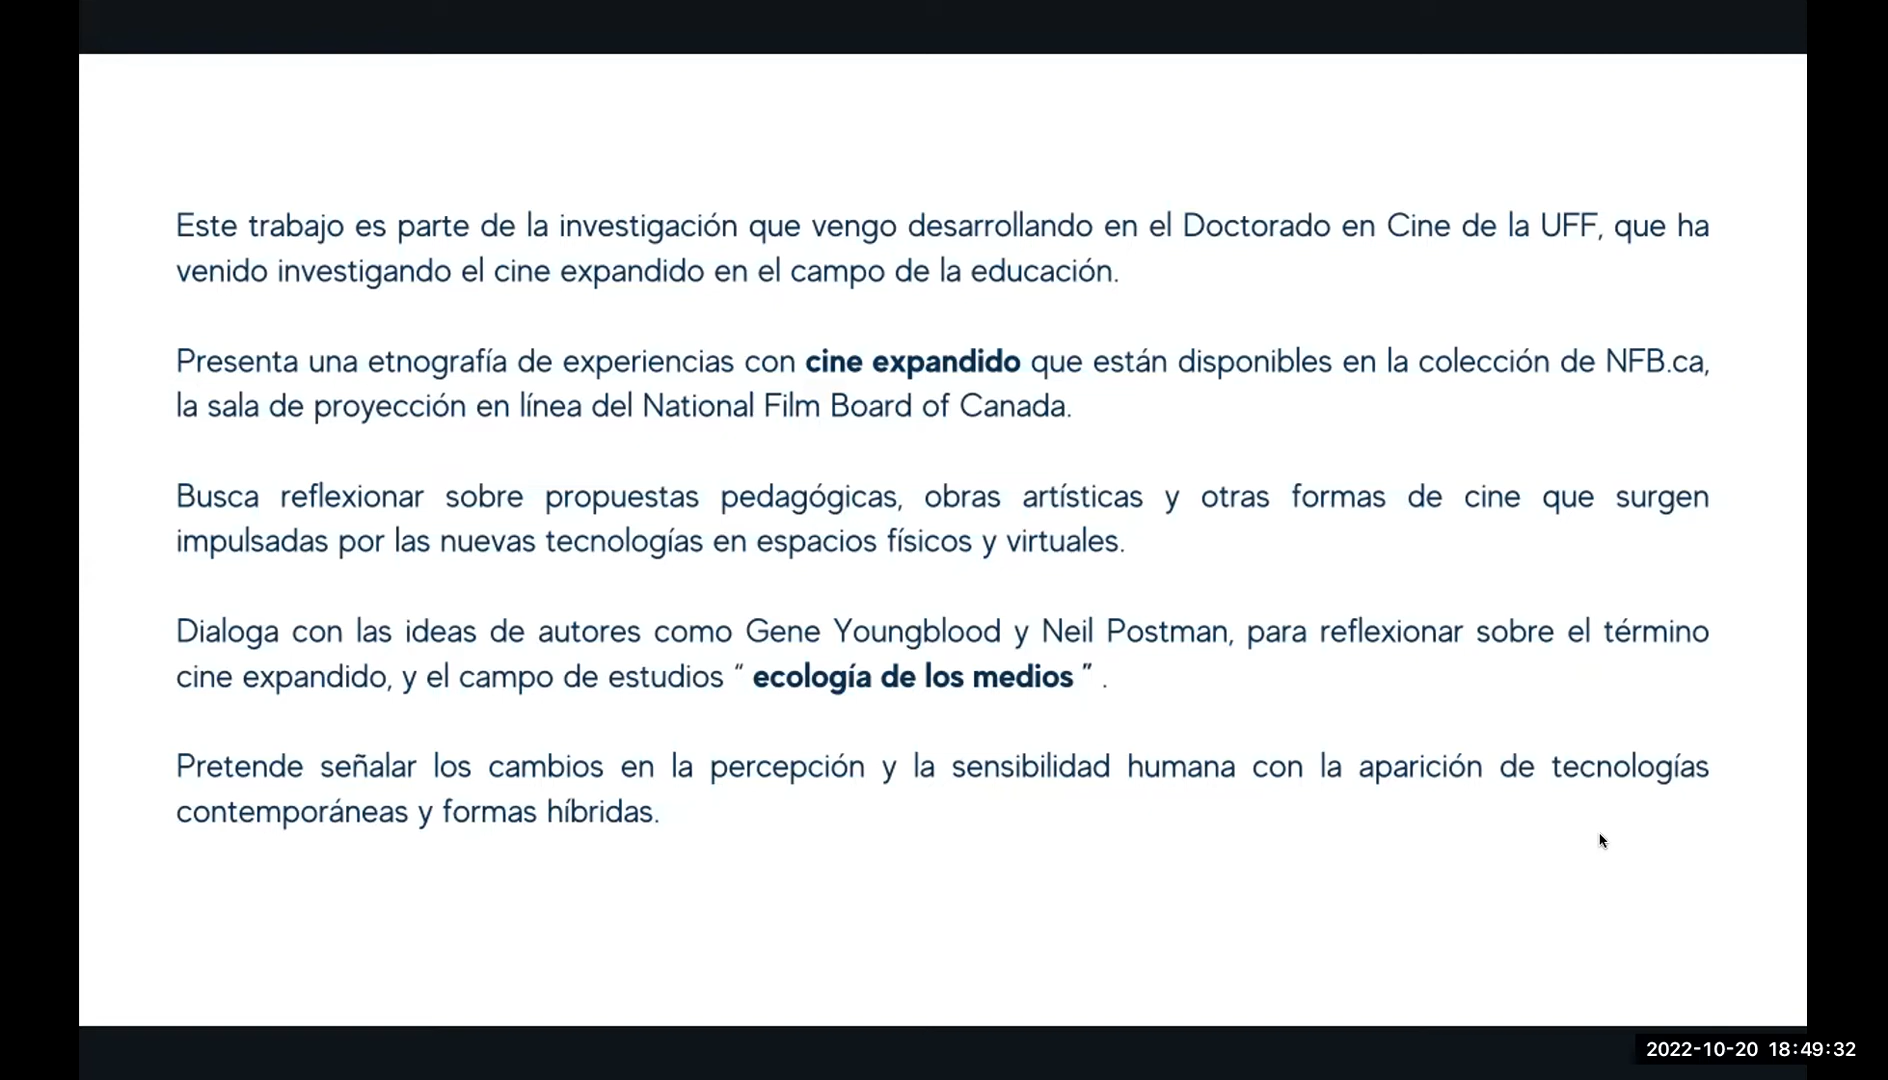 Este trabajo es parte de la investigación que vengo desarrollando en el Doctorado en Cine de la UFF, que ha
venido investigando el cine expandido en el campo de la educación.
Presenta una etnografía de experiencias con cine expandido que están disponibles en la colección de NFB.ca,
la sala de proyección en línea del National Film Board of Canada.
Busca reflexionar sobre propuestas pedagógicas, obras artísticas y otras formas de cine que surgen
impulsadas por las nuevas tecnologías en espacios físicos y virtuales.
Dialoga con las ideas de autores como Gene Youngblood y Neil Postman, para reflexionar sobre el término
cine expandido, y el campo de estudios “ ecología de los medios ” .
Pretende señalar los cambios en la percepción y la sensibilidad humana con la aparición de tecnologías
contemporáneas y formas híbridas.
2022-10-20 18:49:32